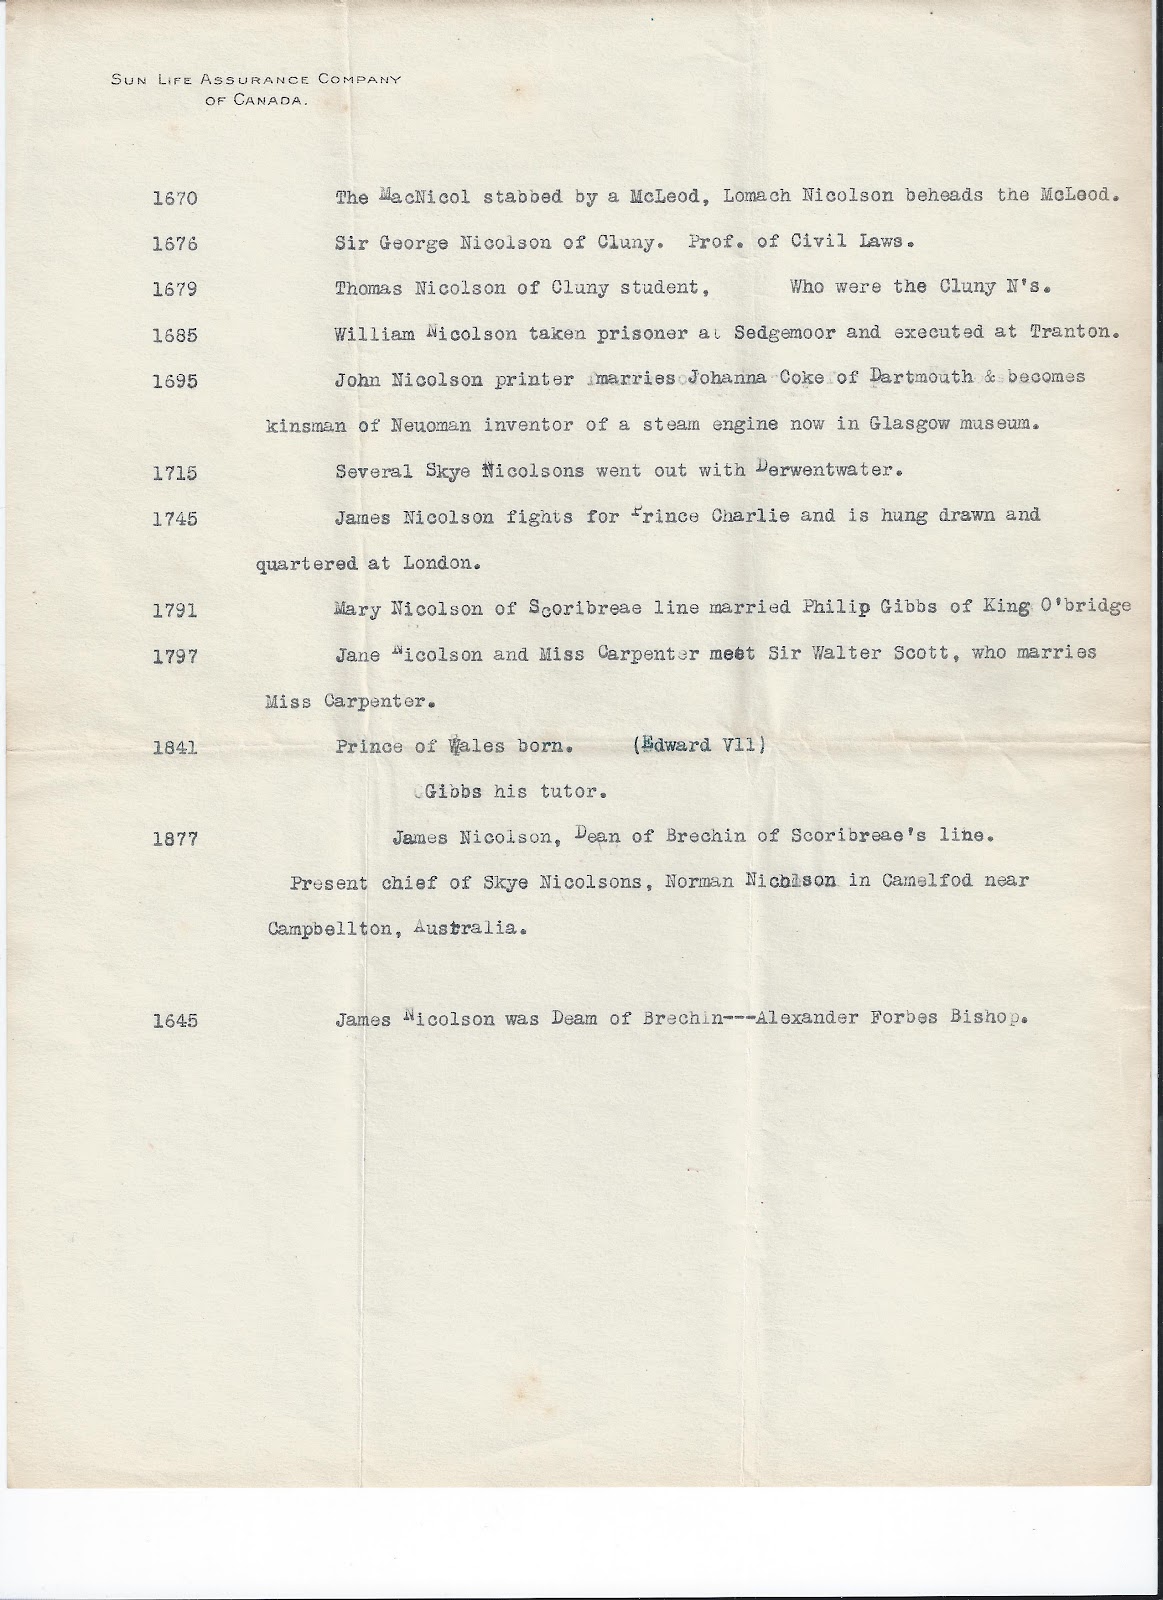 Sun Life Assurance Company
of Canada.
1670 The MacNicol stabbed by a McLeod, Lomach Nicolson beheads the McLeod.
1676 Sir George Nicolson of Cluny. Prof. of Civil Laws.
1679 Thomas Nicolson of Cluny student, Who were the Cluny N's.
1685 William Nicolson taken prisoner at Sedgemoor and executed at Tranton.
1695 John Nicolson printer marries Johanna Coke of Dartmouth & becomes
kinsman of Neuoman inventor of a steam engine now in Glasgow museum.
1715 Several Skye Nicolsons went out with Derwentwater.
1745 James Nicolson fights for Prince Charlie and is hung drawn and
quartered at London.
1791 Mary Nicolson of Scoribreae line married Philip Gibbs of King O'bridge
1797 Jane Nicolson and Miss Carpenter meet Sir Walter Scott, who marries
Miss Carpenter.
1841 Prince of Wales born. (Edward Vll)
Gibbs his tutor.
1877 James Nicolson, Dean of Brechin of Scoribreae's line.
Present chief of Skye Nicolsons, Norman Nicolson in Camelfod near
Campbellton, Australia.
1645 James Nicolson was Deam of Brechin---Alexander Forbes Bishop.